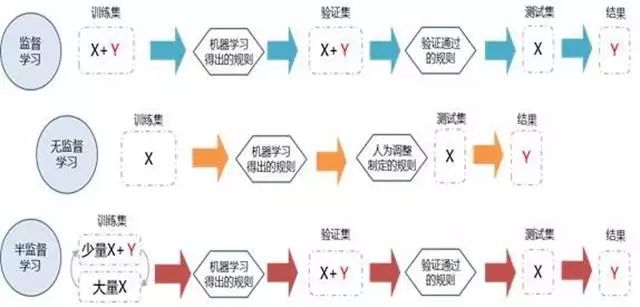 训练集
验证集
测试集
结果
监督
学习
X+ Y
机器学习
得出的规则
X+ Y
验证通过
的规则
X
Y
训练集
测试集
结果
无监督
学习
X
机器学习
得出的规则
人为调整
制定的规则
X
Y
训练集
验证集
测试集
结果
半监督
学习
少量X+ Y
大量X
机器学习
得出的规则
X+ Y
验证通过
的规则
X
Y